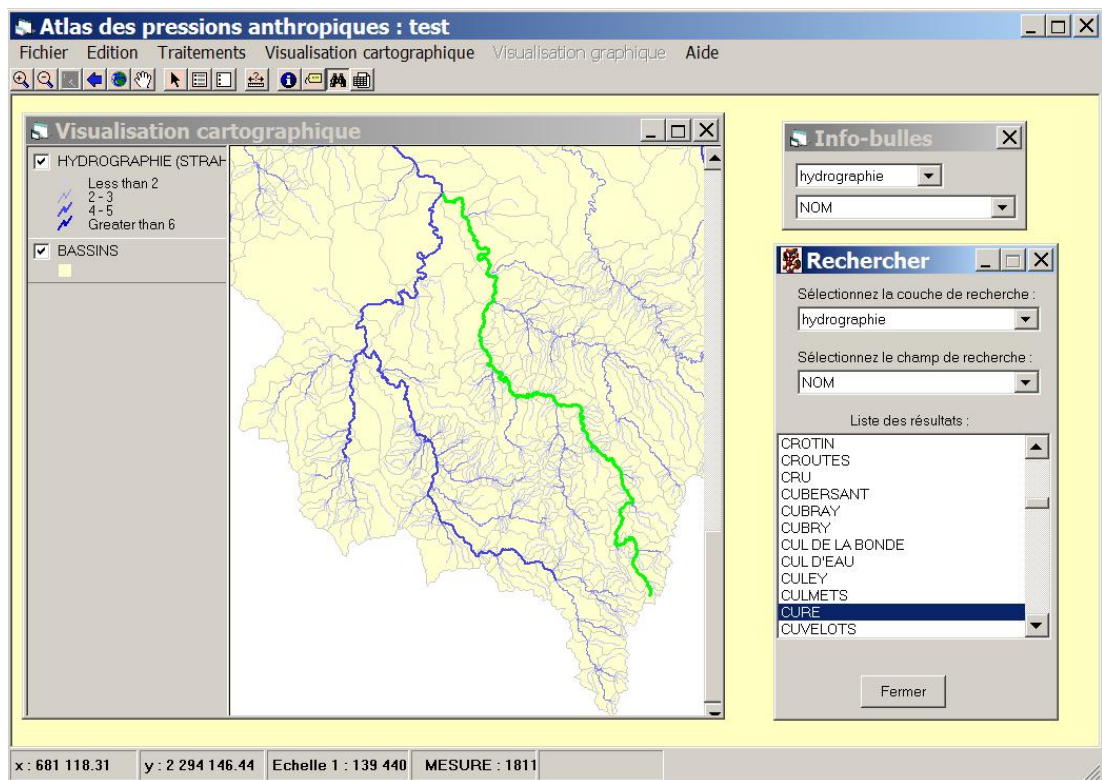 Atlas des pressions anthropiques : test
Fichier Edition Traitements Visualisation cartographique Visualisation graphique Aide
Visualisation cartographique
HYDROGRAPHIE (STRAH
Less than 2
2 - 3
4 - 5
Greater than 6
BASSINS
Info-bulles
hydrographie
NOM
Rechercher
Sélectionnez la couche de recherche :
hydrographie
Sélectionnez le champ de recherche :
NOM
Liste des résultats :
CROTIN
CROUTES
CRU
CUBERSANT
CUBRAY
CUBRY
CUL DE LA BONDE
CUL D'EAU
CULEY
CULMETS
CURE
CUVELOTS
Fermer
x : 681 118.31 y : 2 294 146.44 Echelle 1 : 139 440 MESURE : 1811